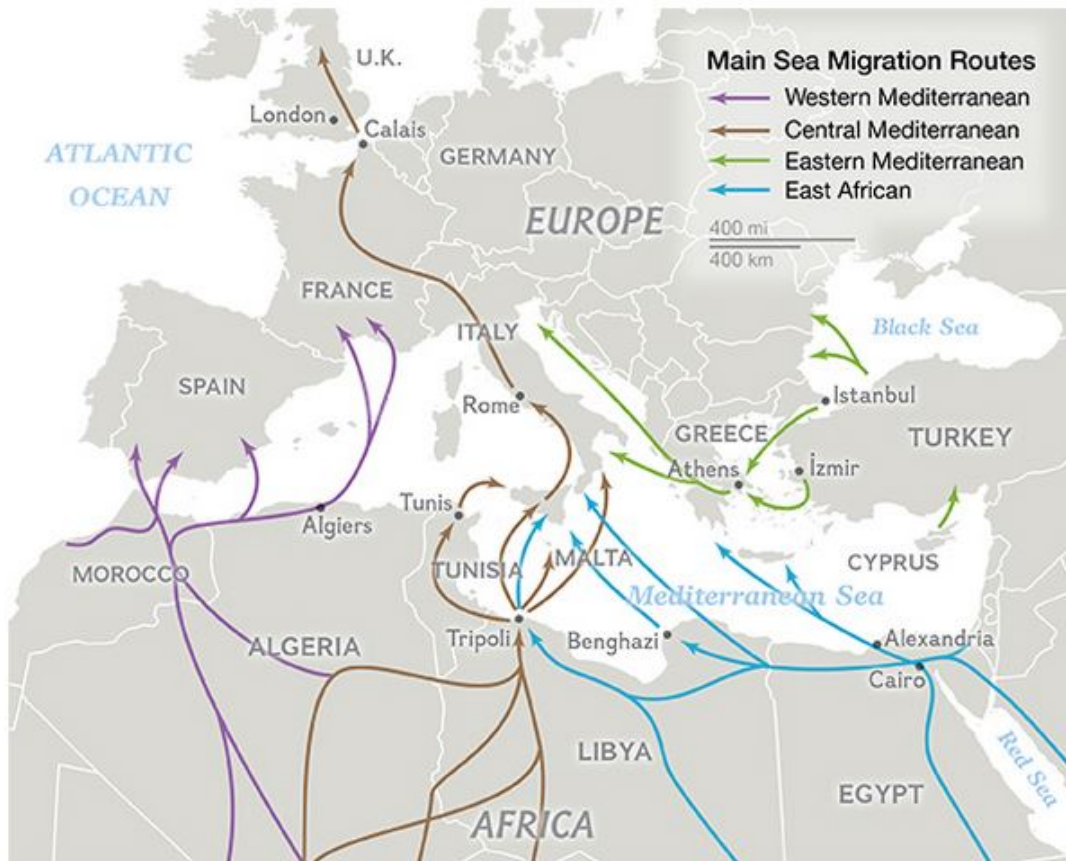 Main Sea Migration Routes
Western Mediterranean
Central Mediterranean
Eastern Mediterranean
East African
400 mi
400 km
U.K.
London
Calais
ATLANTIC
OCEAN
GERMANY
EUROPE
FRANCE
ITALY
Black Sea
SPAIN
Rome
Istanbul
GREECE
TURKEY
Athens
İzmir
Tunis
Algiers
MOROCCO
TUNISIA
MALTA
CYPRUS
Mediterranean Sea
ALGERIA
Tripoli
Benghazi
Alexandria
Cairo
LIBYA
Red Sea
EGYPT
AFRICA